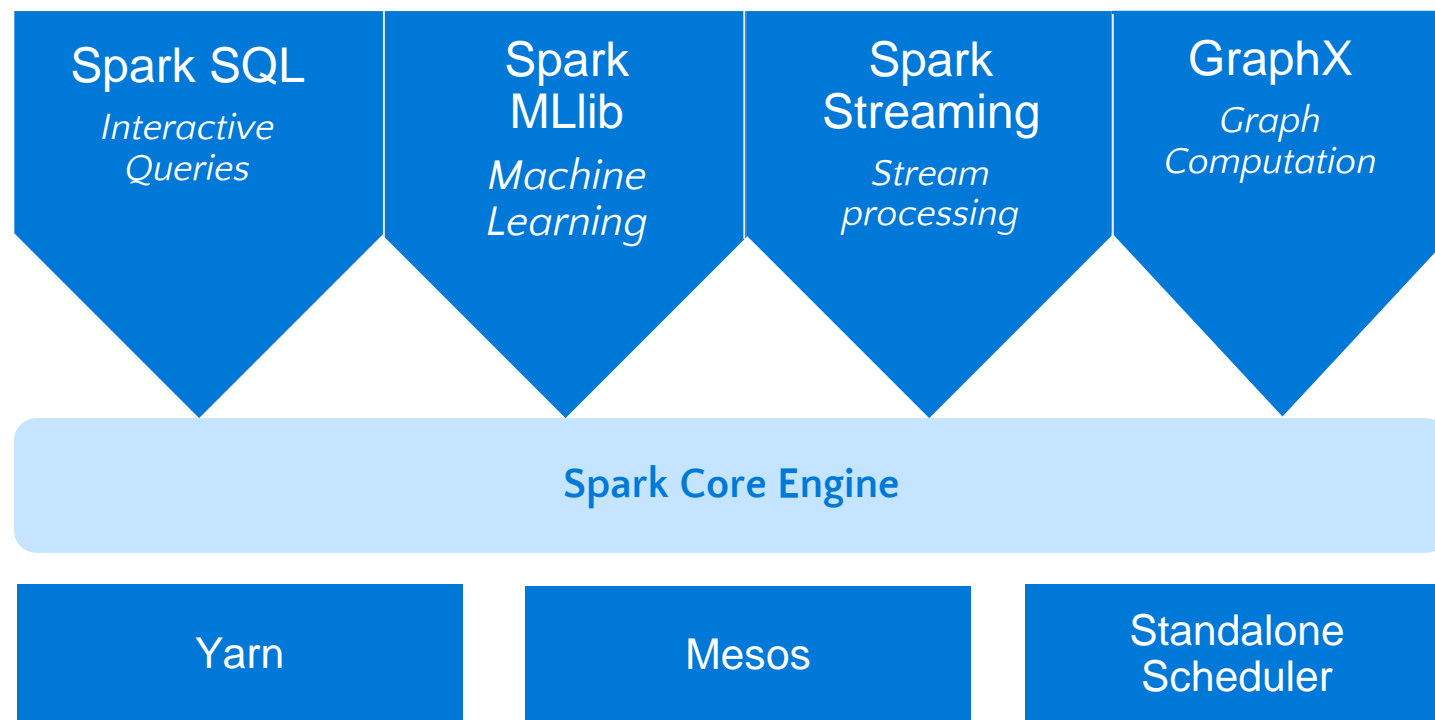 Spark SQL
Interactive
Queries
Spark
MLlib
Machine
Learning
Spark
Streaming
Stream
processing
GraphX
Graph
Computation
Spark Core Engine
Yarn
Mesos
Standalone
Scheduler